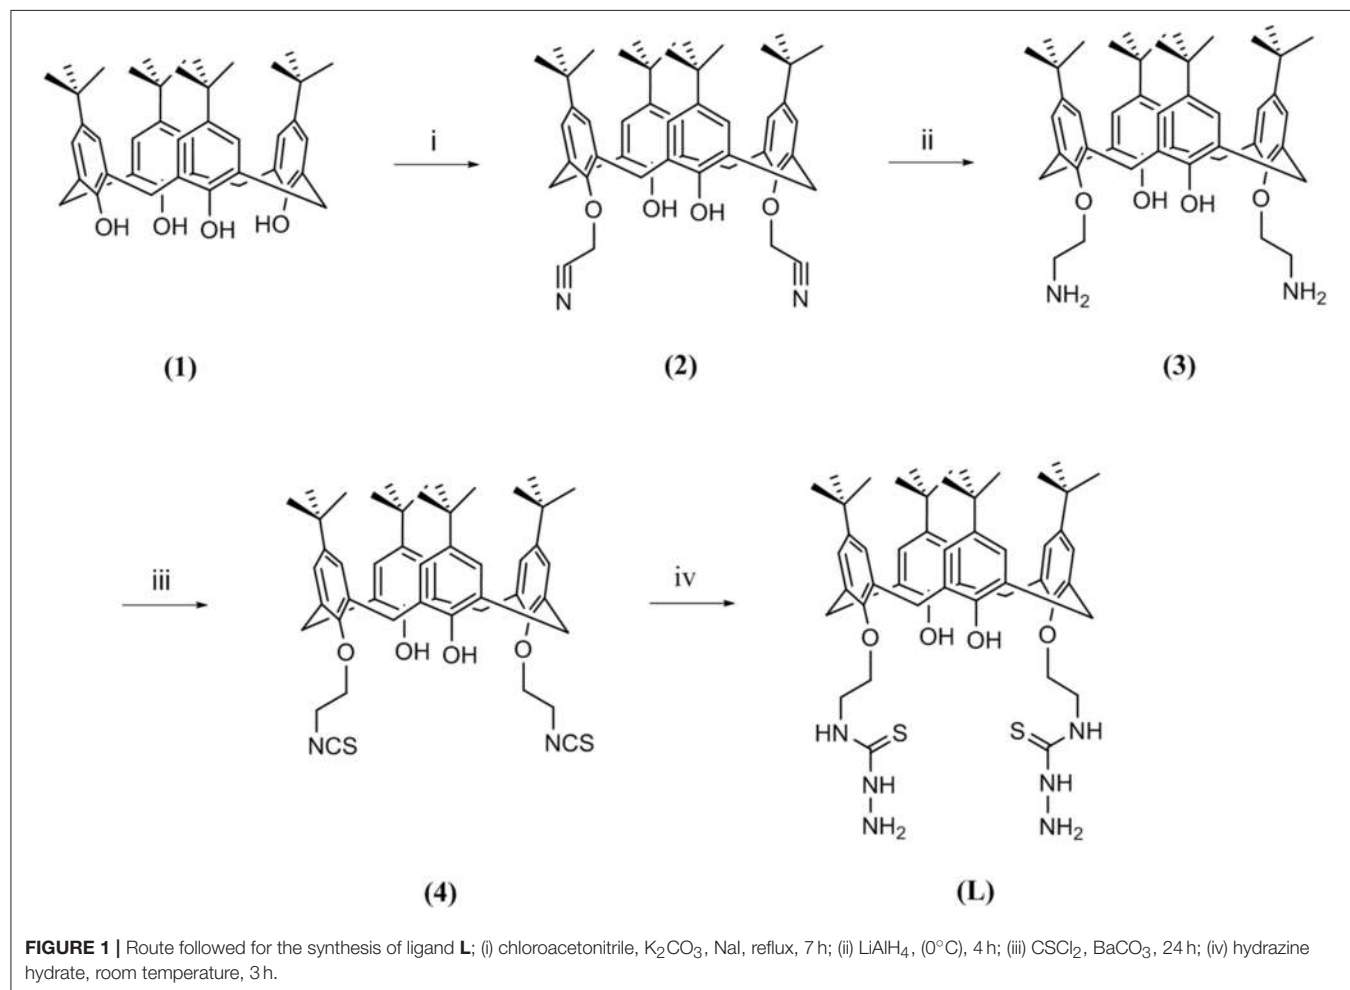 i
ii
OH
OH
OH
HO
O
OH
OH
O
N
N
O
OH
OH
O
NH₂
NH₂
(1)
(2)
(3)
iii
iv
O
OH
OH
O
NCS
NCS
O
OH
OH
O
HN
S
S
NH
NH
NH
NH₂
NH₂
(4)
(L)
FIGURE 1 | Route followed for the synthesis of ligand L; (i) chloroacetonitrile, K₂CO₃, NaI, reflux, 7 h; (ii) LiAlH₄, (0°C), 4 h; (iii) CSCl₂, BaCO₃, 24 h; (iv) hydrazine
hydrate, room temperature, 3 h.